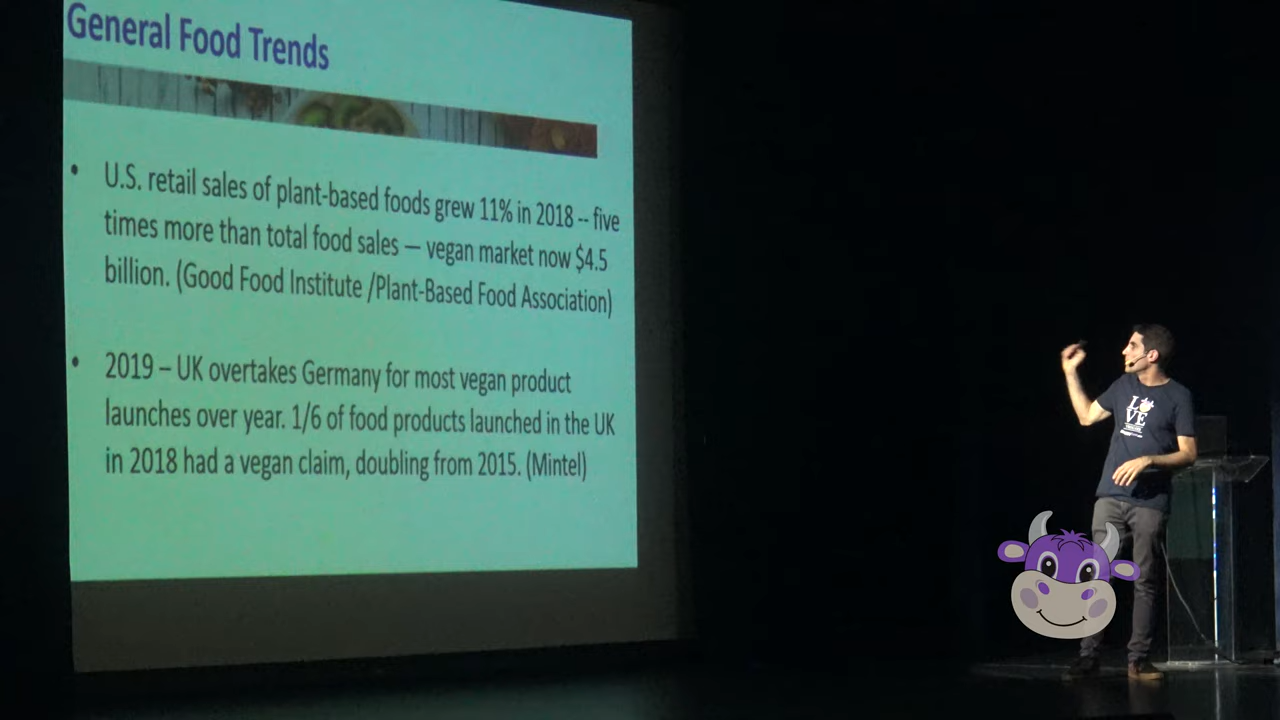 General Food Trends
• U.S. retail sales of plant-based foods grew 11% in 2018 -- five
times more than total food sales — vegan market now $4.5
billion. (Good Food Institute /Plant-Based Food Association)
• 2019 – UK overtakes Germany for most vegan product
launches over year. 1/6 of food products launched in the UK
in 2018 had a vegan claim, doubling from 2015. (Mintel)
L
VE